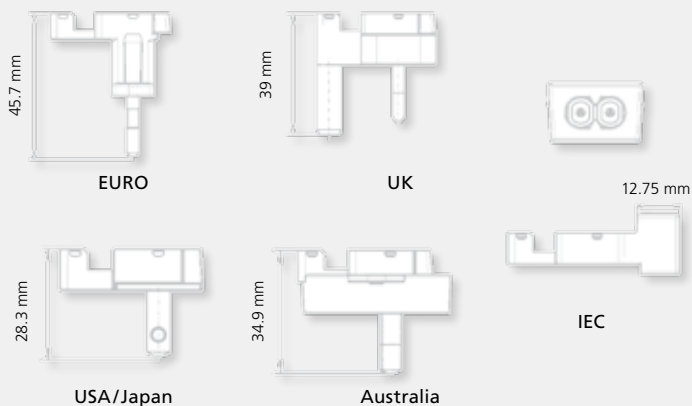 45.7 mm
EURO
39 mm
UK
12.75 mm
IEC
28.3 mm
USA/Japan
34.9 mm
Australia